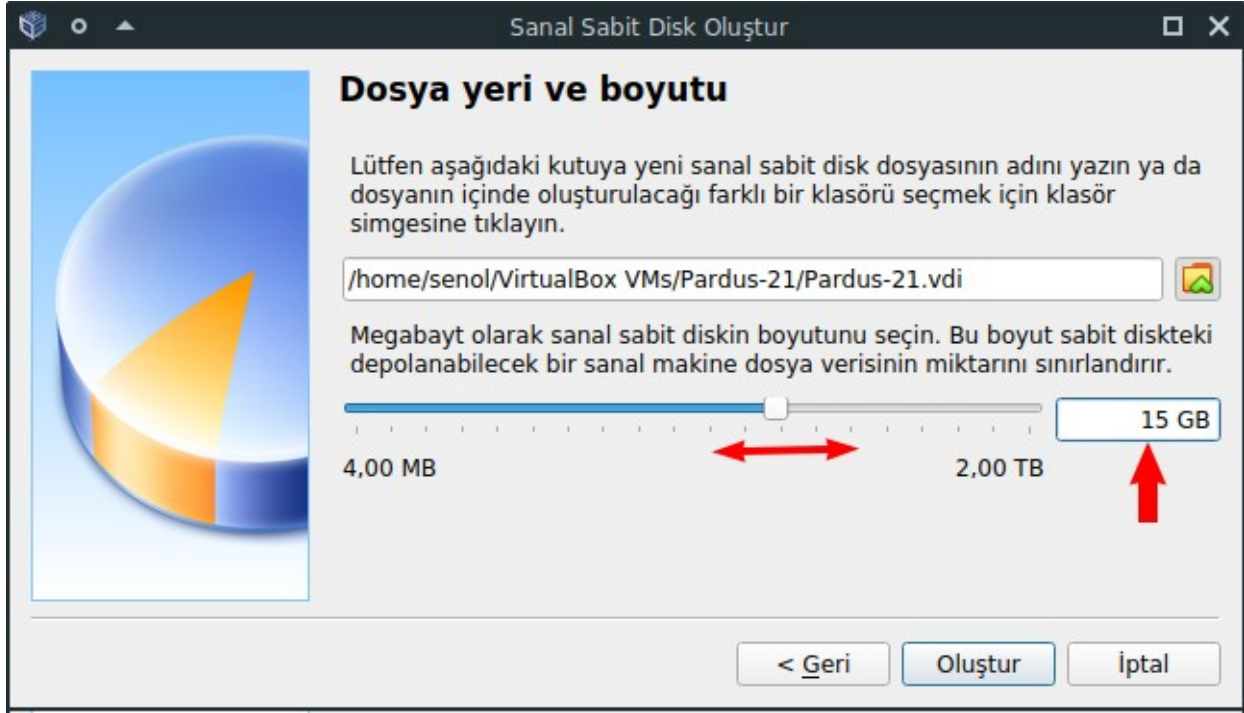 Sanal Sabit Disk Oluştur
Dosya yeri ve boyutu
Lütfen aşağıdaki kutuya yeni sanal sabit disk dosyasının adını yazın ya da
dosyanın içinde oluşturulacağı farklı bir klasörü seçmek için klasör
simgesine tıklayın.
/home/senol/VirtualBox VMs/Pardus-21/Pardus-21.vdi
Megabayt olarak sanal sabit diskin boyutunu seçin. Bu boyut sabit diskteki
depolanabilecek bir sanal makine dosya verisinin miktarını sınırlandırır.
15 GB
4,00 MB 2,00 TB
< Geri Oluştur İptal